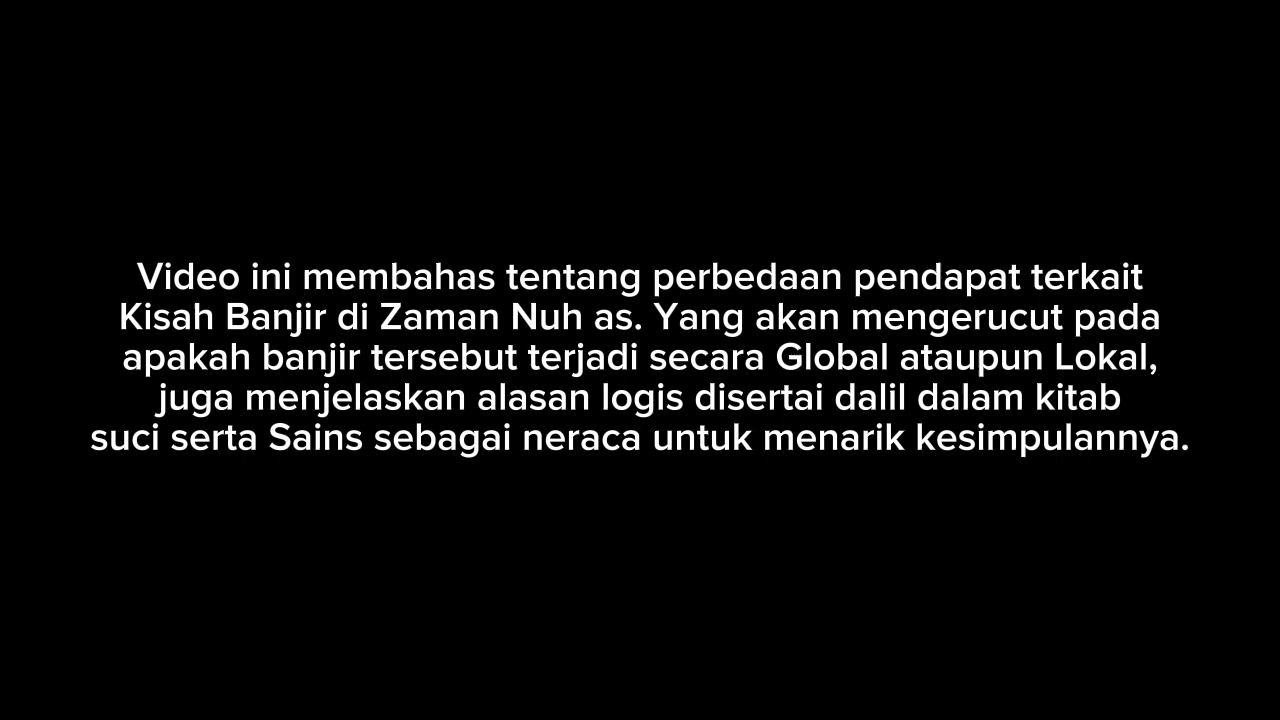 Video ini membahas tentang perbedaan pendapat terkait
Kisah Banjir di Zaman Nuh as. Yang akan mengerucut pada
apakah banjir tersebut terjadi secara Global ataupun Lokal,
juga menjelaskan alasan logis disertai dalil dalam kitab
suci serta Sains sebagai neraca untuk menarik kesimpulannya.